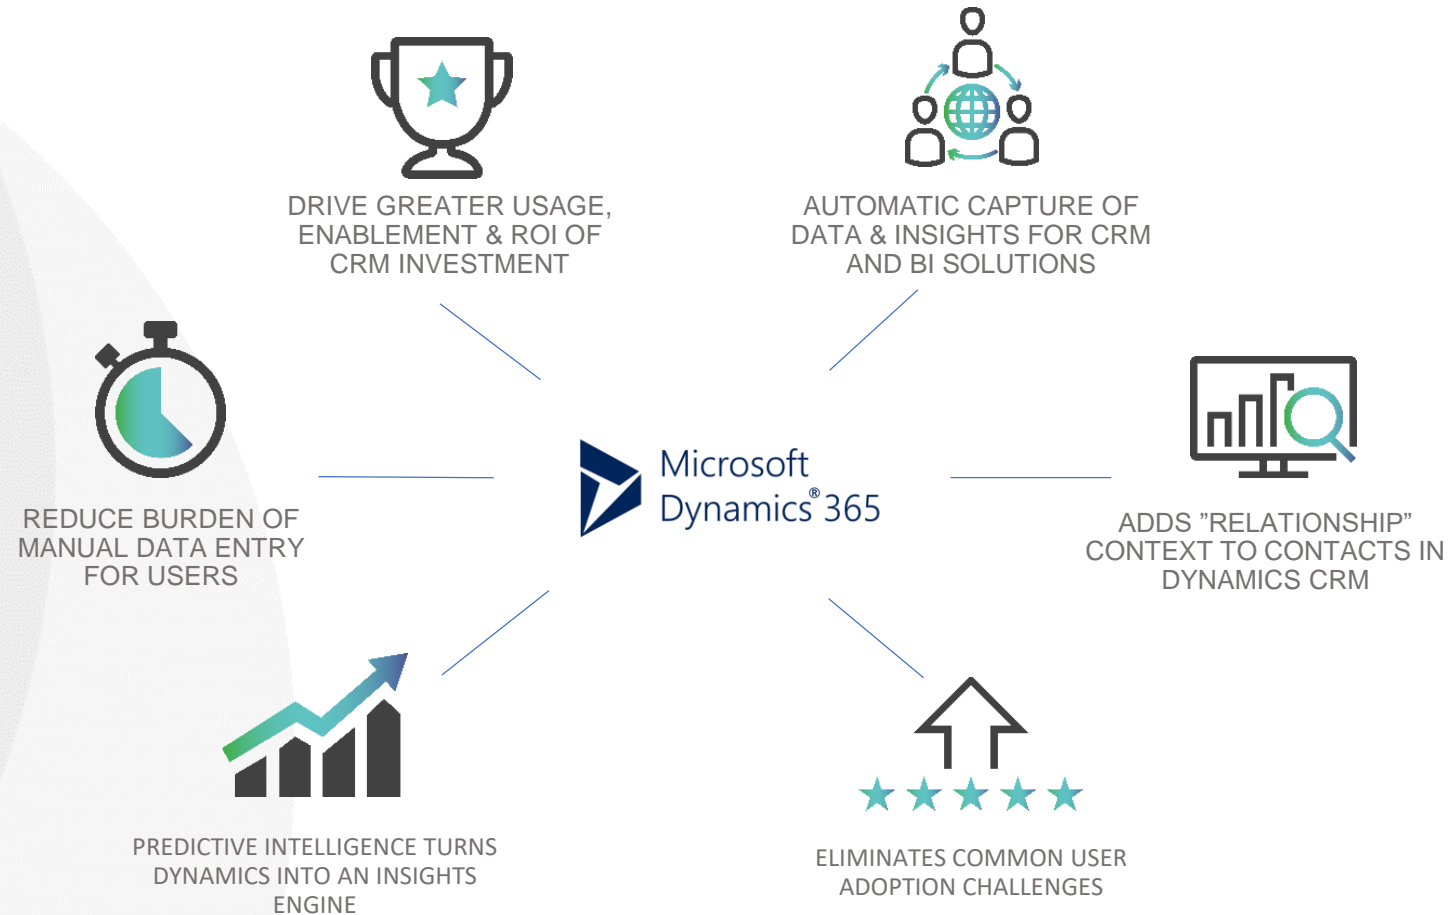 DRIVE GREATER USAGE,
ENABLEMENT & ROI OF
CRM INVESTMENT
AUTOMATIC CAPTURE OF
DATA & INSIGHTS FOR CRM
AND BI SOLUTIONS
REDUCE BURDEN OF
MANUAL DATA ENTRY
FOR USERS
Microsoft
Dynamics® 365
ADDS ”RELATIONSHIP”
CONTEXT TO CONTACTS IN
DYNAMICS CRM
PREDICTIVE INTELLIGENCE TURNS
DYNAMICS INTO AN INSIGHTS
ENGINE
ELIMINATES COMMON USER
ADOPTION CHALLENGES